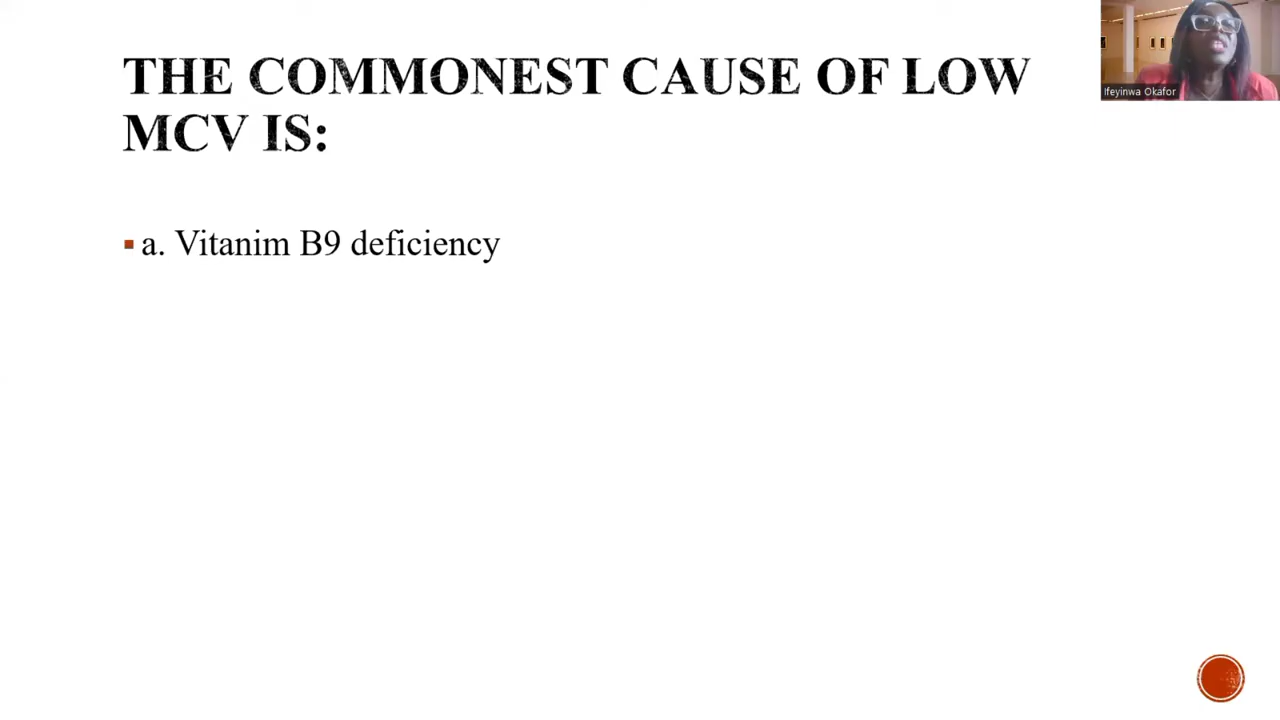 THE COMMONEST CAUSE OF LOW
MCV IS:
a. Vitanim B9 deficiency
Ifeyinwa Okafor